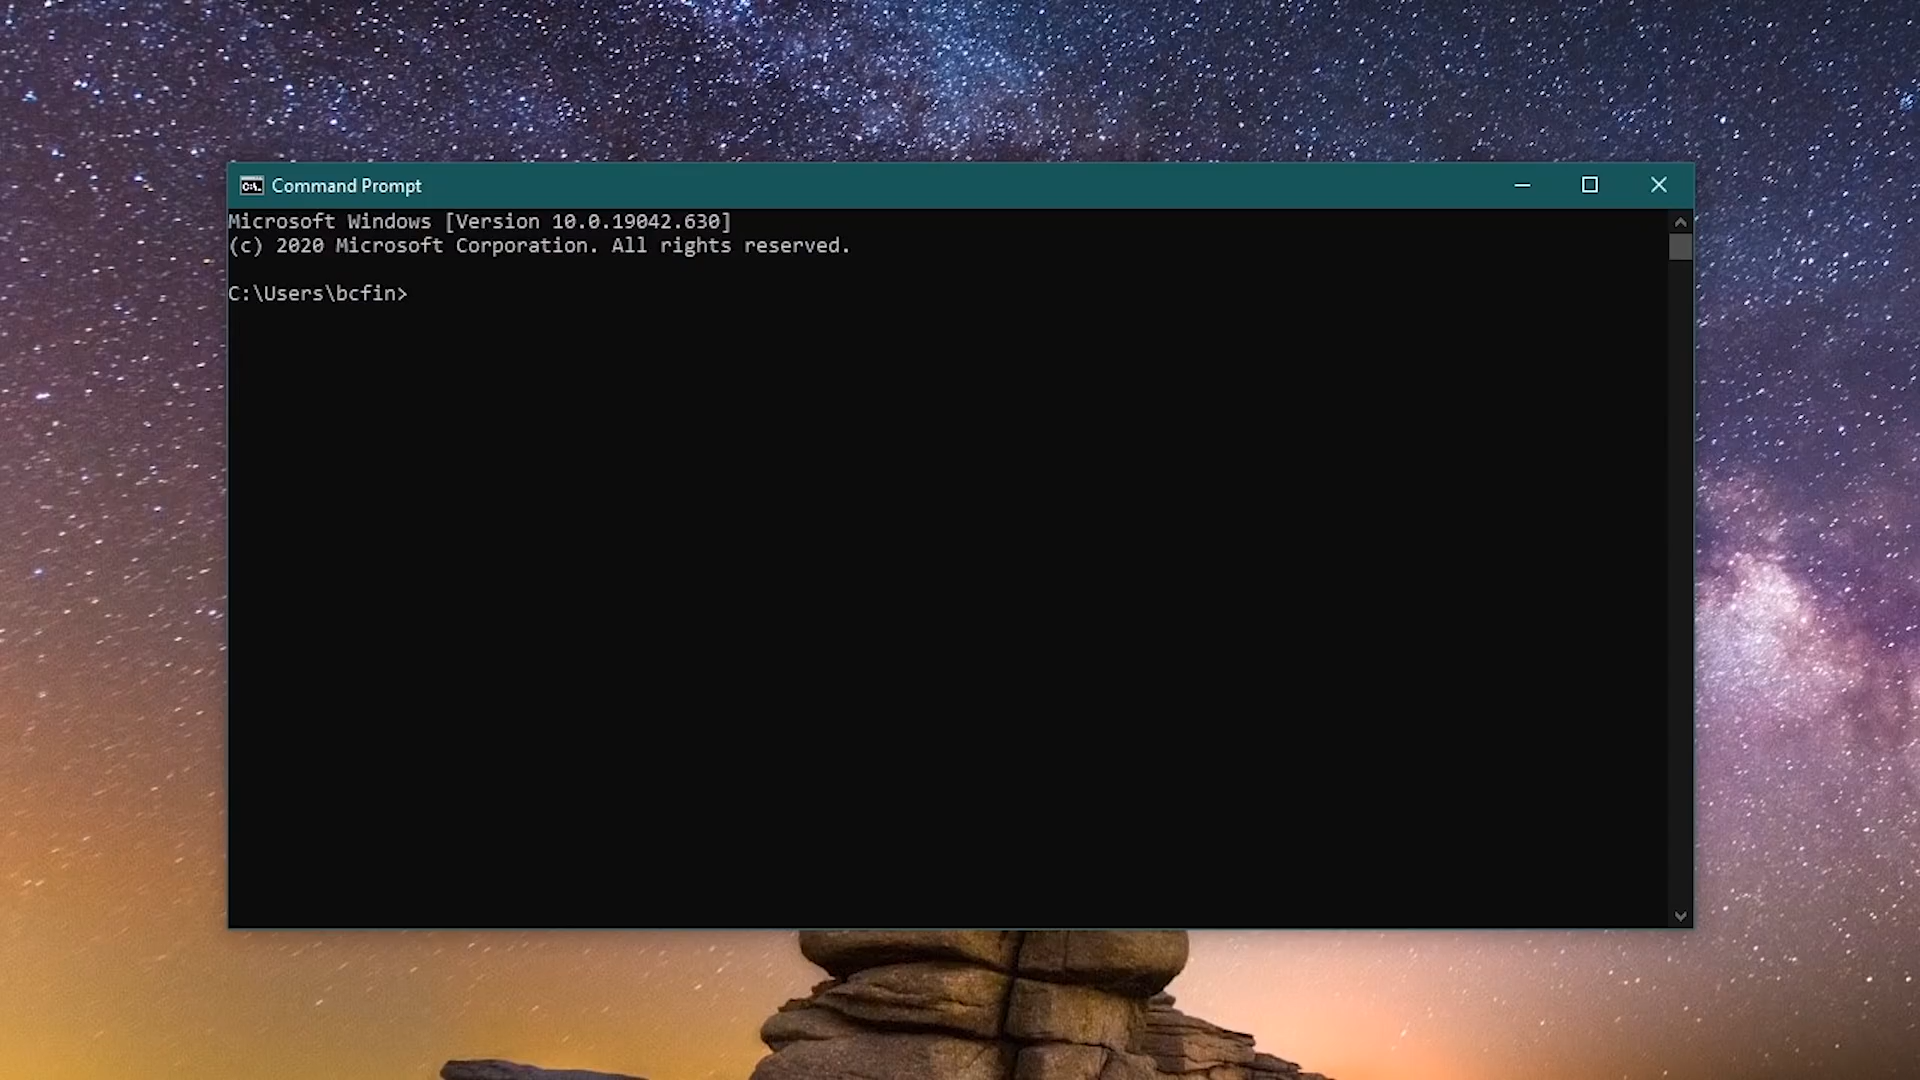 Command Prompt
Microsoft Windows [Version 10.0.19042.630]
(c) 2020 Microsoft Corporation. All rights reserved.
C:\Users\bcfin>